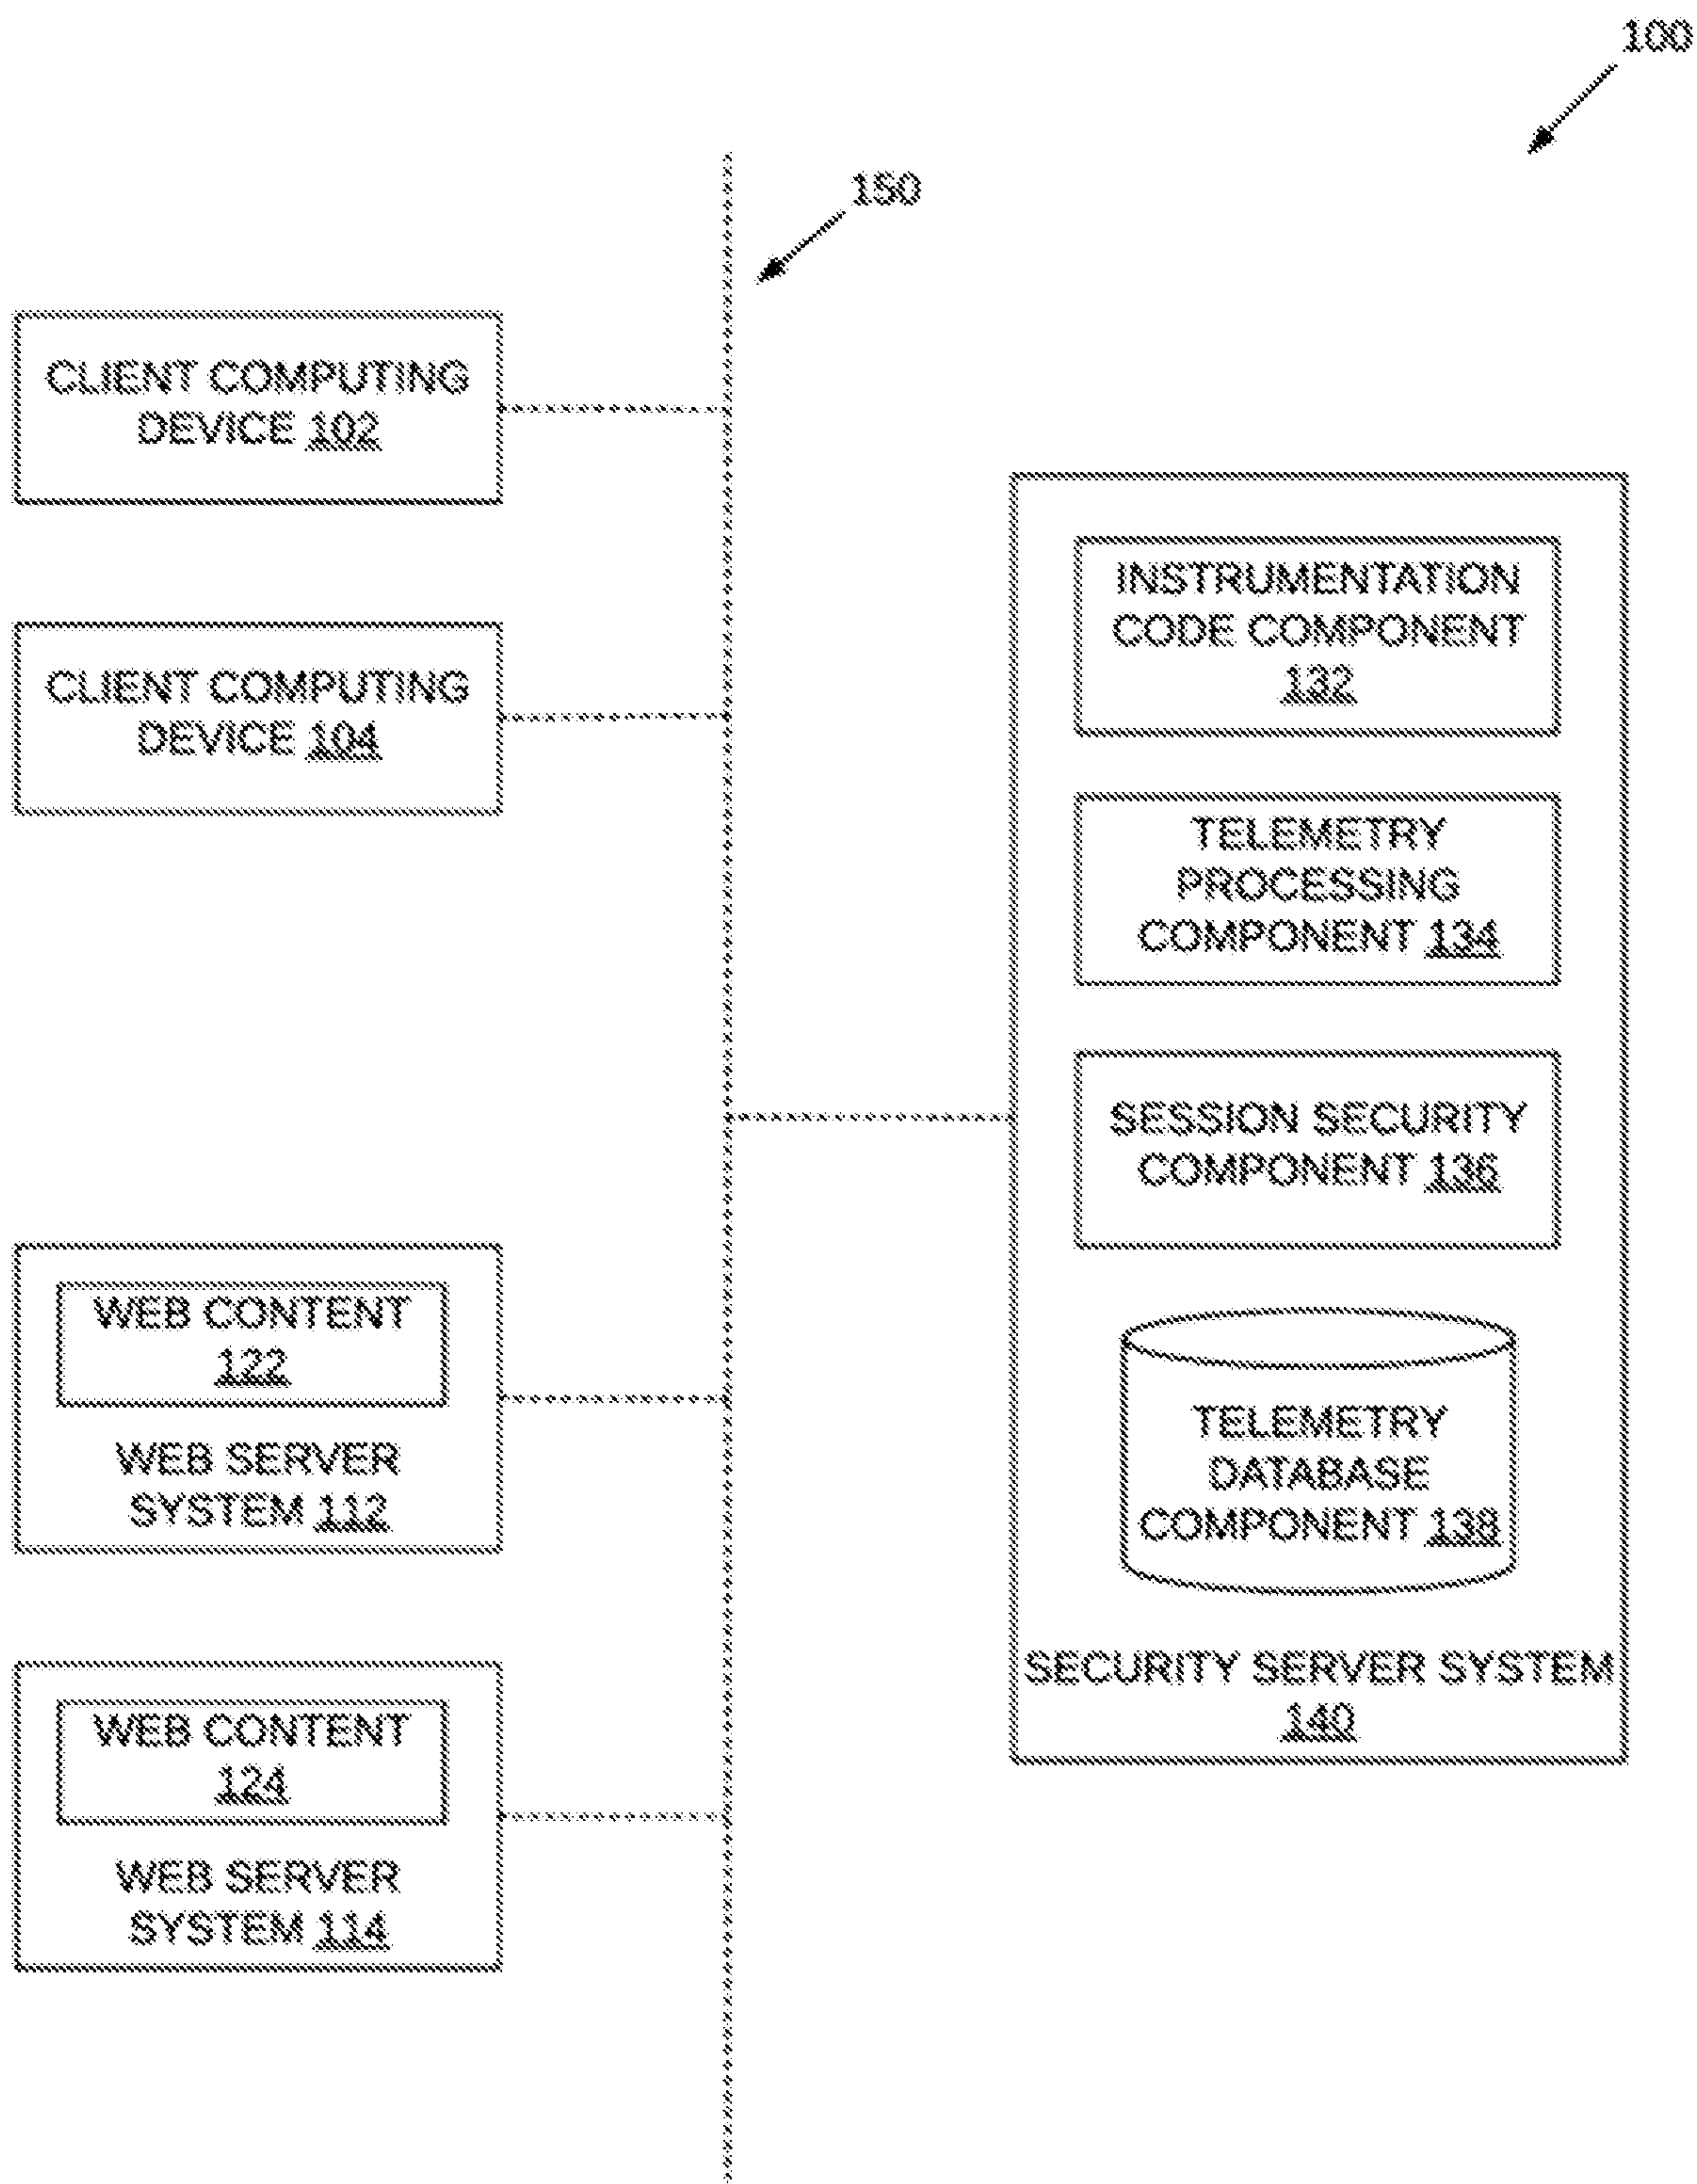 100
150
CLIENT COMPUTING
DEVICE 102
CLIENT COMPUTING
DEVICE 104
WEB CONTENT
122
WEB SERVER
SYSTEM 112
WEB CONTENT
124
WEB SERVER
SYSTEM 114
INSTRUMENTATION
CODE COMPONENT
132
TELEMETRY
PROCESSING
COMPONENT 134
SESSION SECURITY
COMPONENT 136
TELEMETRY
DATABASE
COMPONENT 138
SECURITY SERVER SYSTEM
140